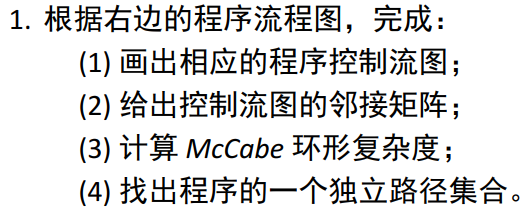 1. 根据右边的程序流程图，完成：
(1) 画出相应的程序控制流图；
(2) 给出控制流图的邻接矩阵；
(3) 计算 McCabe 环形复杂度；
(4) 找出程序的一个独立路径集合。